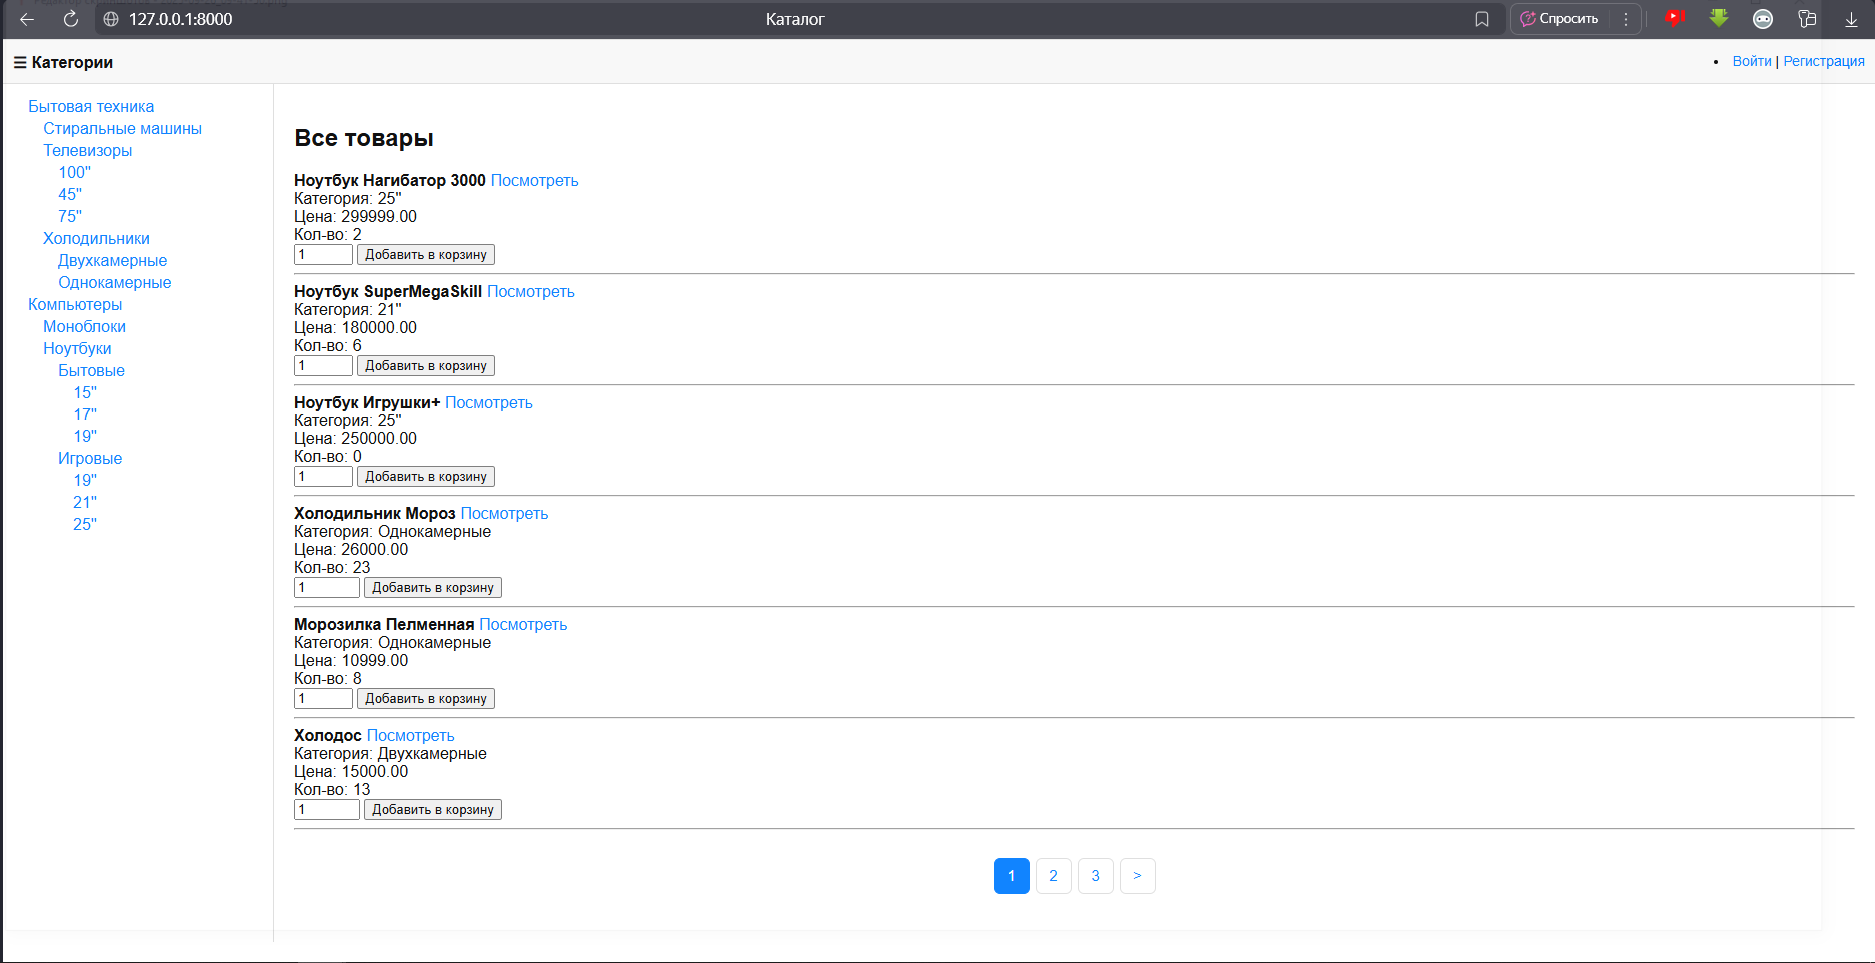 127.0.0.1:8000
Каталог
Спросить
☰ Категории
• Войти | Регистрация
Бытовая техника
Стиральные машины
Телевизоры
100"
45"
75"
Холодильники
Двухкамерные
Однокамерные
Компьютеры
Моноблоки
Ноутбуки
Бытовые
15"
17"
19"
Игровые
19"
21"
25"
Все товары
Ноутбук Нагибатор 3000 Посмотреть
Категория: 25"
Цена: 299999.00
Кол-во: 2
1 Добавить в корзину
Ноутбук SuperMegaSkill Посмотреть
Категория: 21"
Цена: 180000.00
Кол-во: 6
1 Добавить в корзину
Ноутбук Игрушки+ Посмотреть
Категория: 25"
Цена: 250000.00
Кол-во: 0
1 Добавить в корзину
Холодильник Мороз Посмотреть
Категория: Однокамерные
Цена: 26000.00
Кол-во: 23
1 Добавить в корзину
Морозилка Пелменная Посмотреть
Категория: Однокамерные
Цена: 10999.00
Кол-во: 8
1 Добавить в корзину
Холодос Посмотреть
Категория: Двухкамерные
Цена: 15000.00
Кол-во: 13
1 Добавить в корзину
1 2 3 >